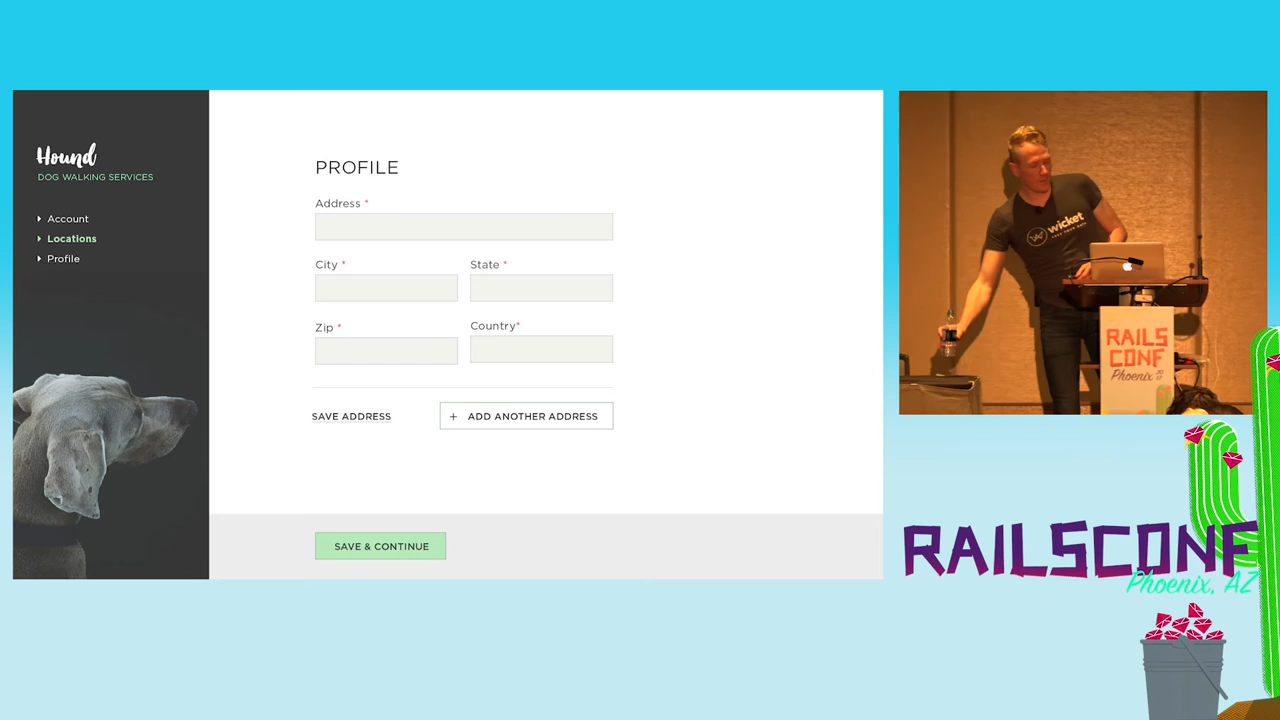 Hound
DOG WALKING SERVICES
Account
Locations
Profile
PROFILE
Address *
City *
State *
Zip *
Country*
SAVE ADDRESS
+ ADD ANOTHER ADDRESS
SAVE & CONTINUE
wicket
RAILS
CONF
Phoenix
RAILSCONF
Phoenix, AZ